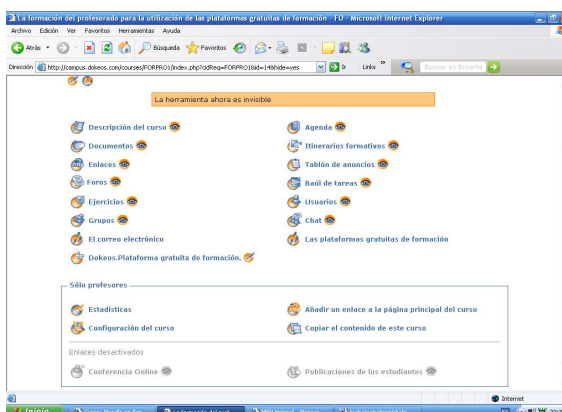 La formación del profesorado para la utilización de las plataformas gratuitas de formación - FO - Microsoft Internet Explorer
Archivo Edición Ver Favoritos Herramientas Ayuda
Atrás Búsqueda Favoritos
Dirección http://campus.dokeos.com/courses/FORPRO1/index.php?cidReq=FORPRO1&id=14&hide=yes Ir Links Buscar en Encarta
La herramienta ahora es invisible
Descripción del curso Agenda
Documentos Itinerarios formativos
Enlaces Tablón de anuncios
Foros Baúl de tareas
Ejercicios Usuarios
Grupos Chat
El correo electrónico Las plataformas gratuitas de formación
Dokeos.Plataforma gratuita de formación.
Sólo profesores
Estadísticas Añadir un enlace a la página principal del curso
Configuración del curso Copiar el contenido de este curso
Enlaces desactivados
Conferencia Online Publicaciones de los estudiantes
Internet
Inicio